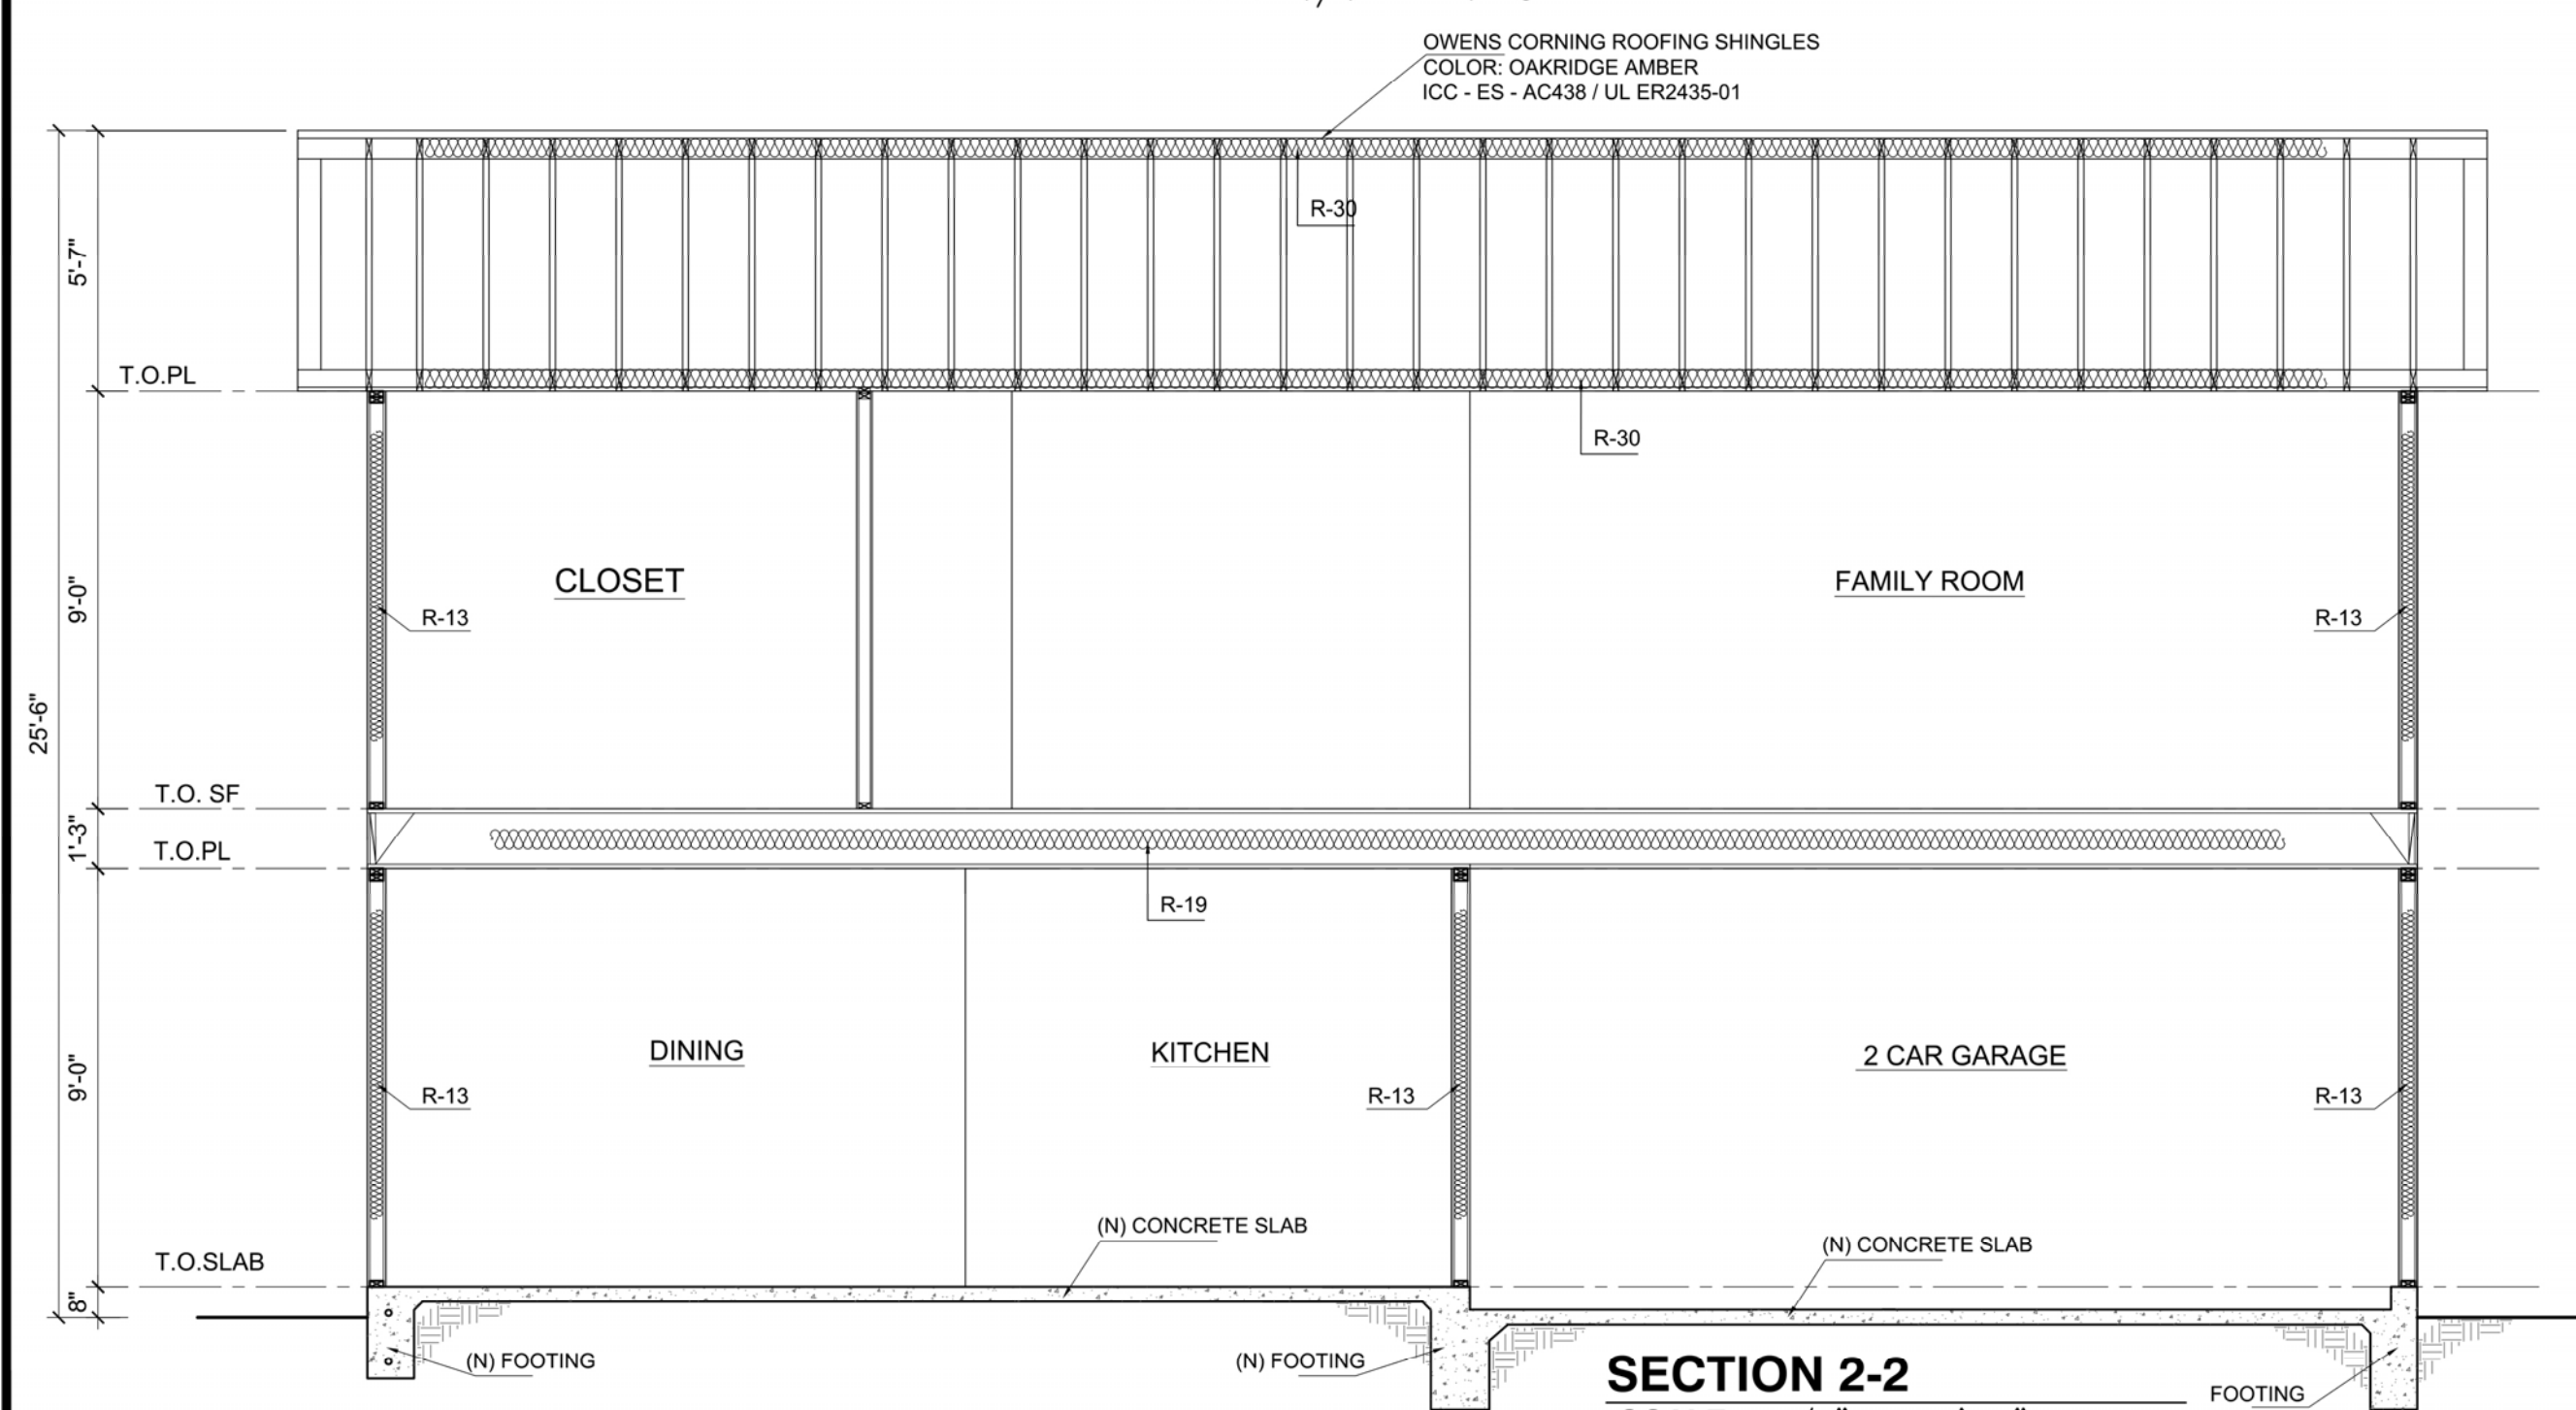 OWENS CORNING ROOFING SHINGLES
COLOR: OAKRIDGE AMBER
ICC - ES - AC438 / UL ER2435-01
R-30
5'-7"
T.O.PL
R-30
CLOSET
FAMILY ROOM
9'-0"
R-13
R-13
25'-6"
T.O. SF
1'-3"
T.O.PL
R-19
DINING
KITCHEN
2 CAR GARAGE
9'-0"
R-13
R-13
R-13
(N) CONCRETE SLAB
(N) CONCRETE SLAB
T.O.SLAB
8"
(N) FOOTING
(N) FOOTING
SECTION 2-2
FOOTING